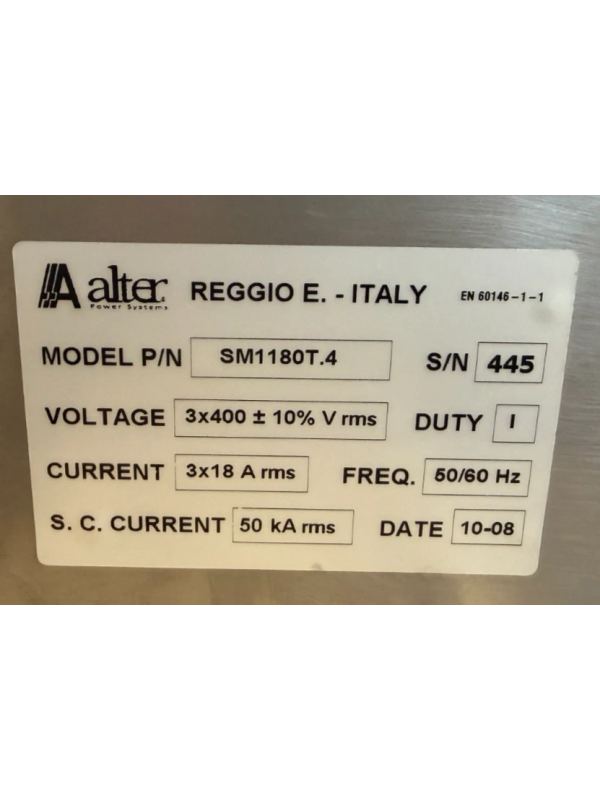 alter REGGIO E. - ITALY EN 60146-1-1
Power Systems
MODEL P/N SM1180T.4 S/N 445
VOLTAGE 3x400 ± 10% V rms DUTY I
CURRENT 3x18 A rms FREQ. 50/60 Hz
S. C. CURRENT 50 kA rms DATE 10-08